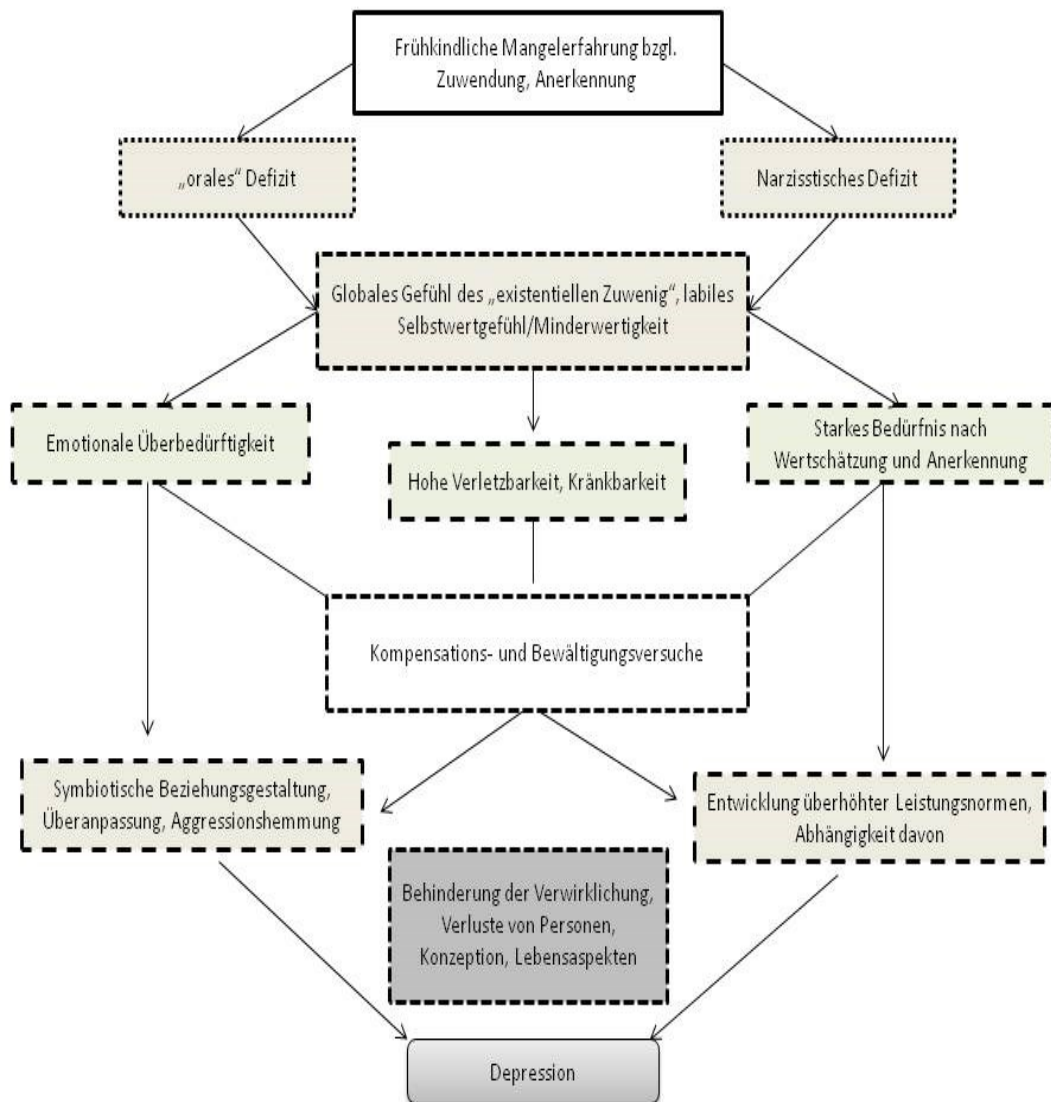 Frühkindliche Mangelerfahrung bzgl.
Zuwendung, Anerkennung
„orales“ Defizit
Narzisstisches Defizit
Globales Gefühl des „existentiellen Zuwenig“, labiles
Selbstwertgefühl/Minderwertigkeit
Emotionale Überbedürftigkeit
Hohe Verletzbarkeit, Kränkbarkeit
Starkes Bedürfnis nach
Wertschätzung und Anerkennung
Kompensations- und Bewältigungsversuche
Symbiotische Beziehungsgestaltung,
Überanpassung, Aggressionshemmung
Entwicklung überhöhter Leistungsnormen,
Abhängigkeit davon
Behinderung der Verwirklichung,
Verluste von Personen,
Konzeption, Lebensaspekten
Depression